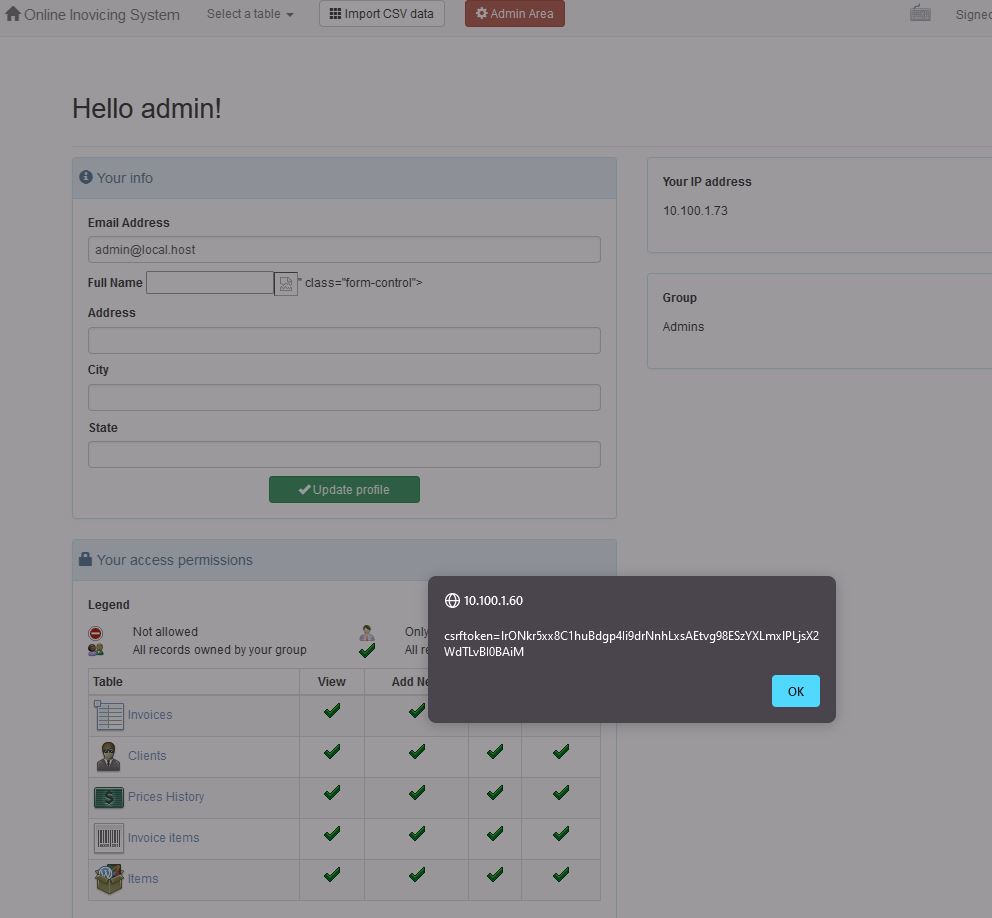 Online Inovicing System Select a table Import CSV data Admin Area Signed
Hello admin!
Your info
Email Address
admin@local.host
Full Name " class="form-control">
Address
City
State
Update profile
Your IP address
10.100.1.73
Group
Admins
Your access permissions
Legend
Not allowed Only
All records owned by your group All re
Table View Add Ne
Invoices
Clients
Prices History
Invoice items
Items
10.100.1.60
OK